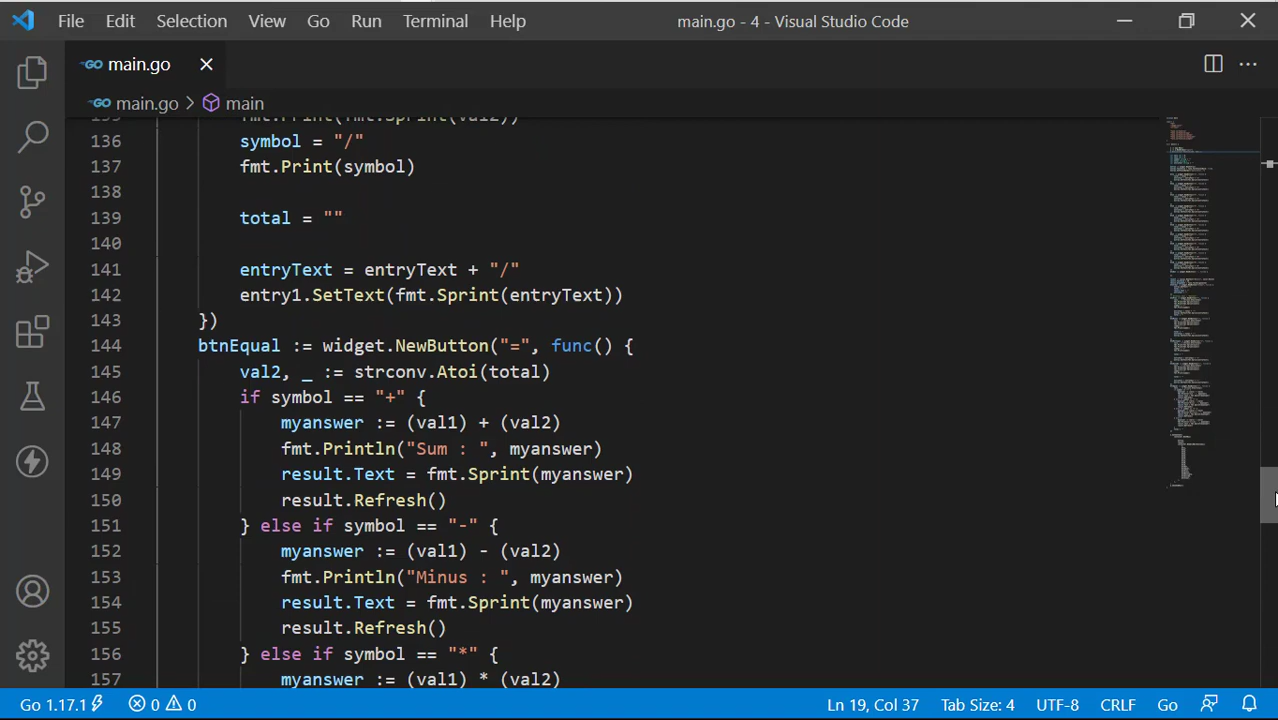 File Edit Selection View Go Run Terminal Help main.go - 4 - Visual Studio Code
main.go
main.go > main
135 fmt.Print(fmt.Sprint(val2))
136 symbol = "/"
137 fmt.Print(symbol)
138
139 total = ""
140
141 entryText = entryText + "/"
142 entry1.SetText(fmt.Sprint(entryText))
143 })
144 btnEqual := widget.NewButton("=", func() {
145 val2, _ := strconv.Atoi(total)
146 if symbol == "+" {
147 myanswer := (val1) + (val2)
148 fmt.Println("Sum : ", myanswer)
149 result.Text = fmt.Sprint(myanswer)
150 result.Refresh()
151 } else if symbol == "-" {
152 myanswer := (val1) - (val2)
153 fmt.Println("Minus : ", myanswer)
154 result.Text = fmt.Sprint(myanswer)
155 result.Refresh()
156 } else if symbol == "*" {
157 myanswer := (val1) * (val2)
Go 1.17.1 0 0 Ln 19, Col 37 Tab Size: 4 UTF-8 CRLF Go